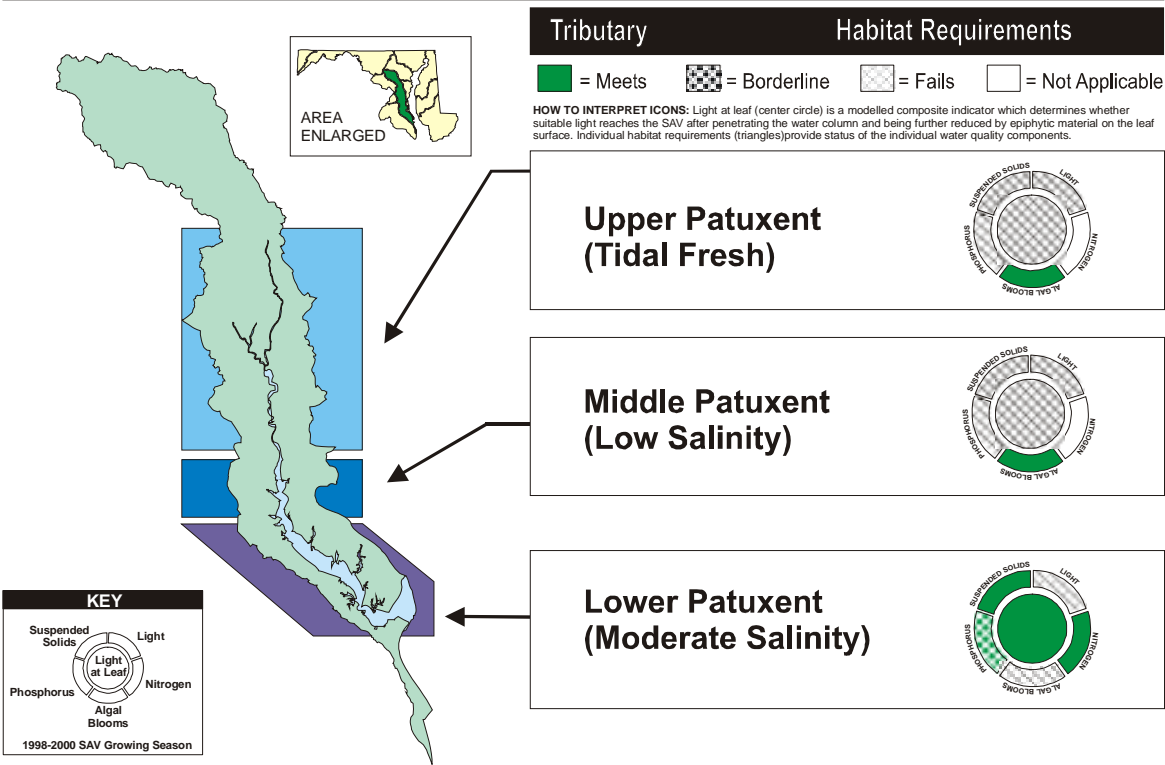 Tributary Habitat Requirements
= Meets = Borderline = Fails = Not Applicable
HOW TO INTERPRET ICONS: Light at leaf (center circle) is a modelled composite indicator which determines whether
suitable light reaches the SAV after penetrating the water column and being further reduced by epiphytic material on the leaf
surface. Individual habitat requirements (triangles)provide status of the individual water quality components.
AREA
ENLARGED
Upper Patuxent
(Tidal Fresh)
SUSPENDED SOLIDS
LIGHT
PHOSPHORUS
NITROGEN
ALGAL BLOOMS
Middle Patuxent
(Low Salinity)
SUSPENDED SOLIDS
LIGHT
PHOSPHORUS
NITROGEN
ALGAL BLOOMS
Lower Patuxent
(Moderate Salinity)
SUSPENDED SOLIDS
LIGHT
PHOSPHORUS
NITROGEN
ALGAL BLOOMS
KEY
Suspended
Solids
Light
Light
at Leaf
Phosphorus
Nitrogen
Algal
Blooms
1998-2000 SAV Growing Season